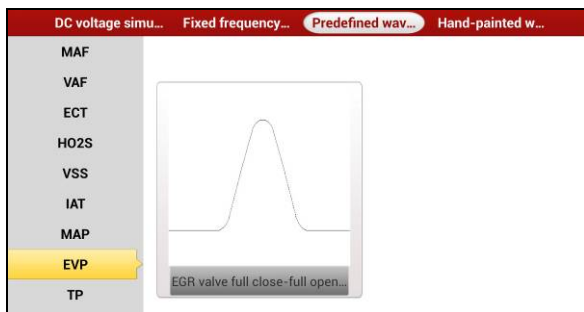 DC voltage simu... Fixed frequency... Predefined wav... Hand-painted w...
MAF
VAF
ECT
HO2S
VSS
IAT
MAP
EVP
EGR valve full close-full open...
TP